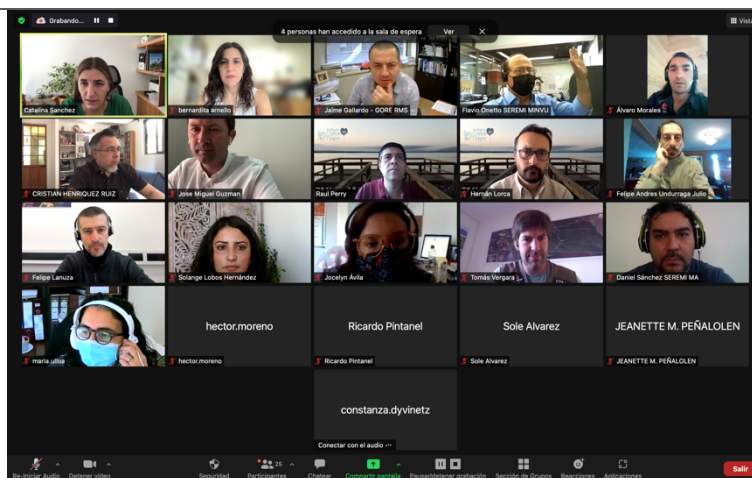 Grabando...
4 personas han accedido a la sala de espera
Ver
Vista
Catalina Sanchez
bernardita arnello
Jaime Gallardo - GORE RMS
Flavio Onetto SEREMI MINVU
Álvaro Morales
CRISTIAN HENRIQUEZ RUIZ
Jose Miguel Guzman
Raul Perry
Hernán Lorca
Felipe Andres Undurraga Julio
Felipe Lanuza
Solange Lobos Hernández
Jocelyn Ávila
Tomás Vergara
Daniel Sánchez SEREMI MA
maria.ulloa
hector.moreno
hector.moreno
Ricardo Pintanel
Ricardo Pintanel
Sole Alvarez
Sole Alvarez
JEANETTE M. PEÑALOLEN
JEANETTE M. PEÑALOLEN
constanza.dyvinetz
Conectar con el audio ···
Re-Iniciar Audio
Detener video
Seguridad
25
Participantes
Chatear
Compartir pantalla
Pausar/detener grabación
Sección de Grupos
Reacciones
Aplicaciones
Salir